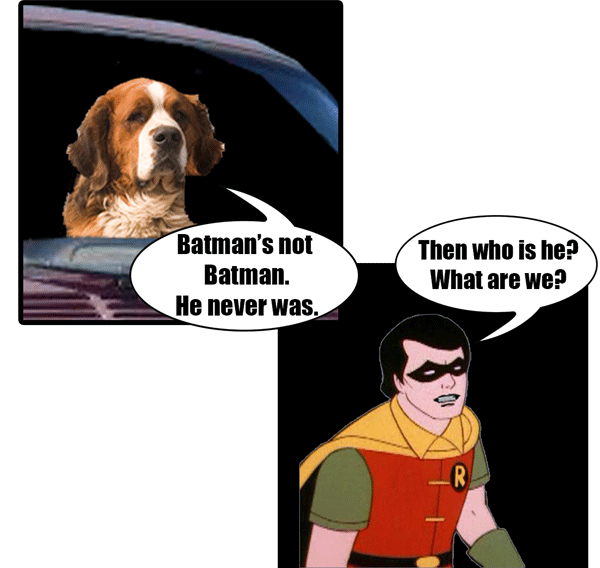 Batman's not
Batman.
He never was.
Then who is he?
What are we?
R